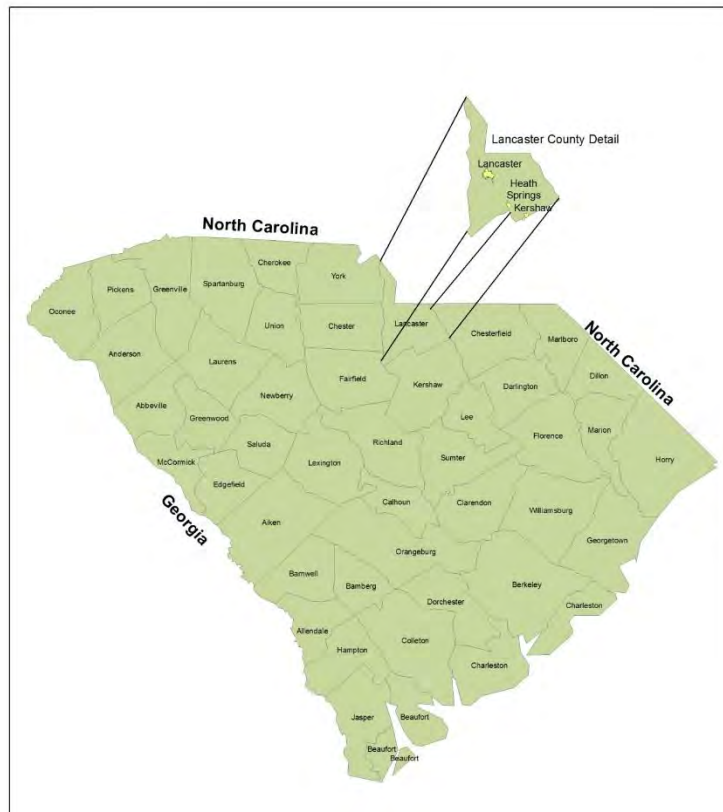 Lancaster County Detail
Lancaster
Heath
Springs
Kershaw
North Carolina
Cherokee
York
Spartanburg
Pickens
Greenville
Oconee
Union
Chester
Lancaster
Chesterfield
Marlboro
North Carolina
Anderson
Laurens
Fairfield
Kershaw
Darlington
Dillon
Newberry
Abbeville
Greenwood
Lee
Florence
Marion
Saluda
Richland
Sumter
Horry
McCormick
Lexington
Edgefield
Georgia
Calhoun
Clarendon
Williamsburg
Aiken
Georgetown
Orangeburg
Barnwell
Bamberg
Berkeley
Dorchester
Charleston
Allendale
Colleton
Hampton
Charleston
Jasper
Beaufort
Beaufort
Beaufort